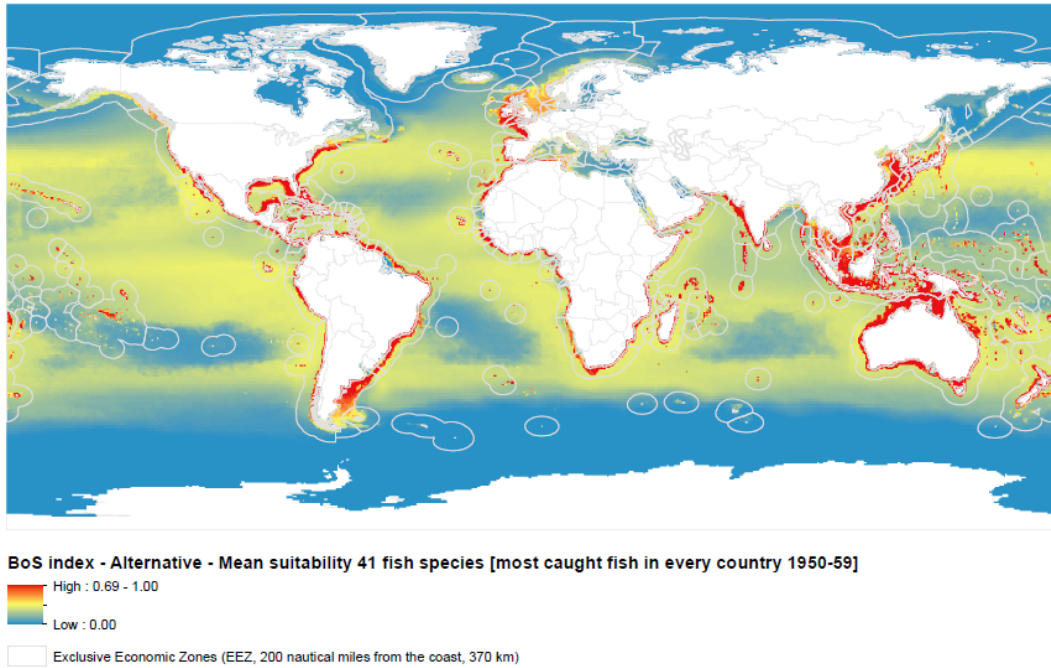 BoS index - Alternative - Mean suitability 41 fish species [most caught fish in every country 1950-59]
High : 0.69 - 1.00
Low : 0.00
Exclusive Economic Zones (EEZ, 200 nautical miles from the coast, 370 km)